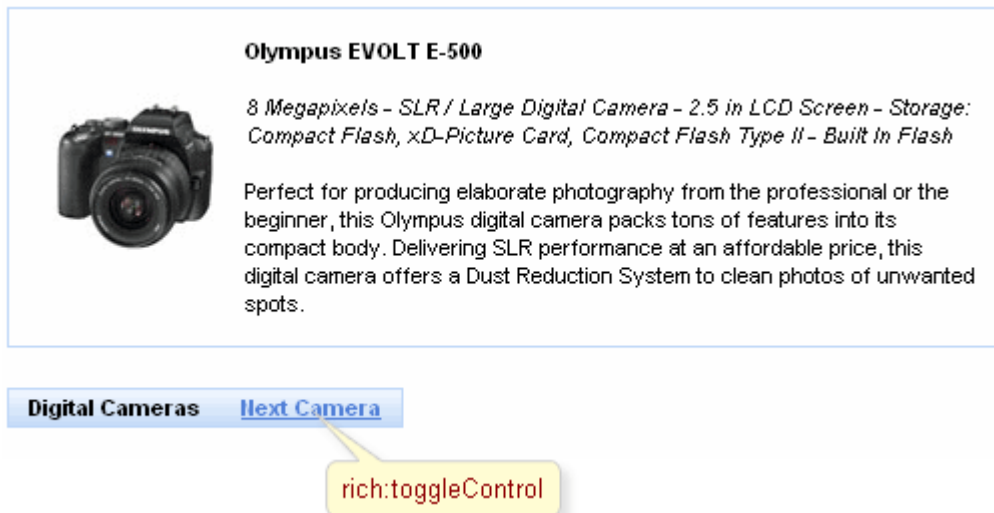 Olympus EVOLT E-500
8 Megapixels - SLR / Large Digital Camera - 2.5 in LCD Screen - Storage:
Compact Flash, xD-Picture Card, Compact Flash Type II - Built In Flash
Perfect for producing elaborate photography from the professional or the
beginner, this Olympus digital camera packs tons of features into its
compact body. Delivering SLR performance at an affordable price, this
digital camera offers a Dust Reduction System to clean photos of unwanted
spots.
Digital Cameras Next Camera
rich:toggleControl